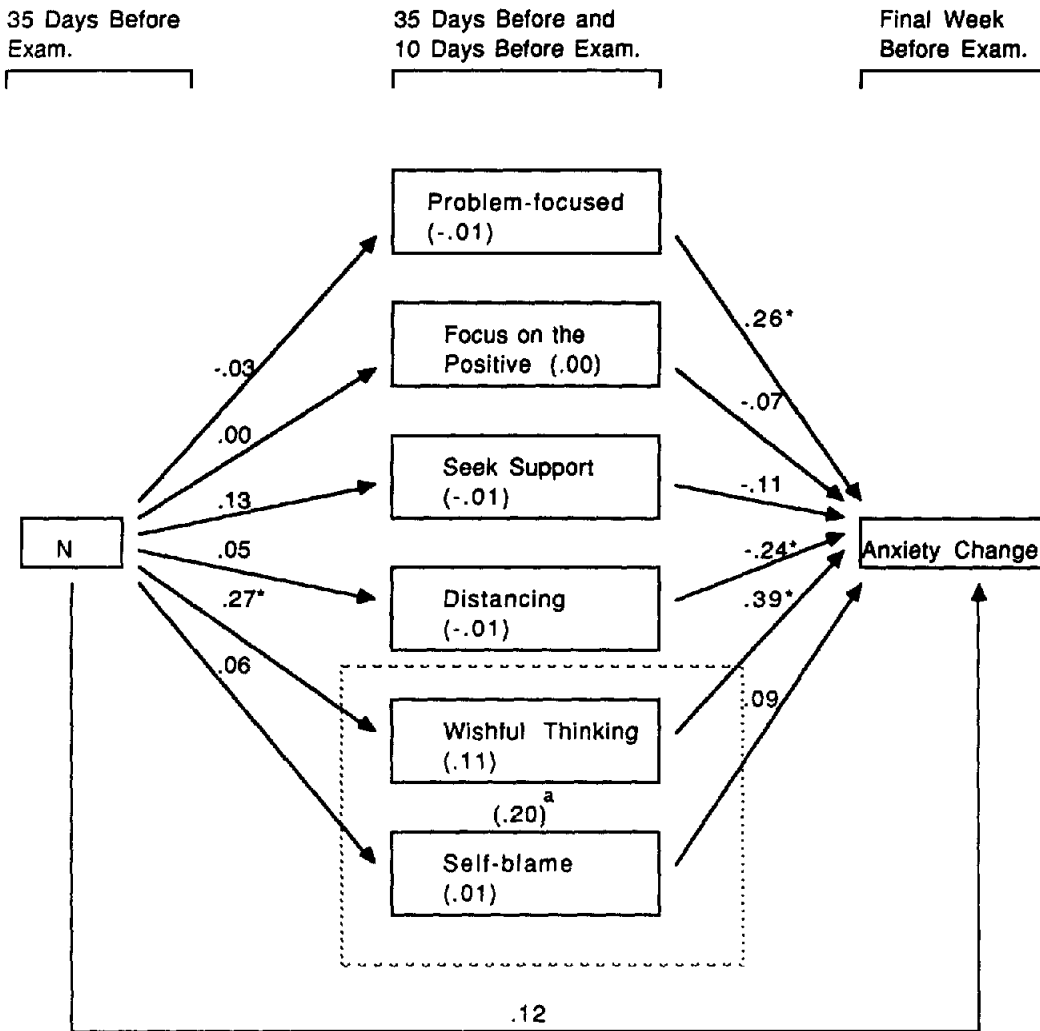 35 Days Before
Exam.
35 Days Before and
10 Days Before Exam.
Final Week
Before Exam.
Problem-focused
(-.01)
.26*
Focus on the
Positive (.00)
-.03
-.07
.00
Seek Support
(-.01)
.13
-.11
N
Anxiety Change
.05
-.24*
Distancing
(-.01)
.27*
.39*
.06
.09
Wishful Thinking
(.11)
(.20)a
Self-blame
(.01)
.12